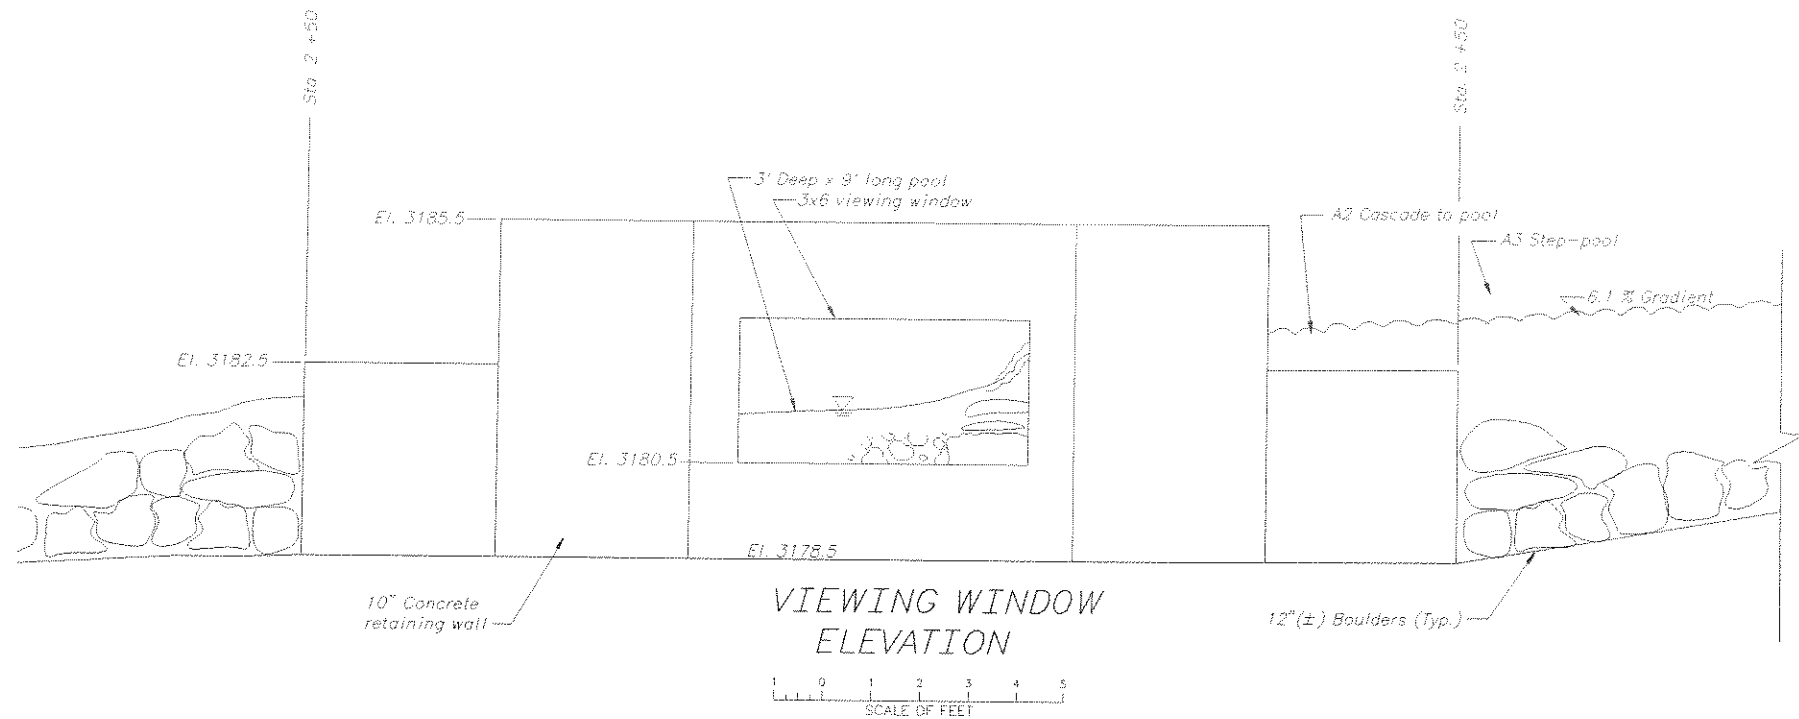 Sta. 2 +50
Sta. 2 +50
3' Deep x 9' long pool
3x6 viewing window
El. 3185.5
A2 Cascade to pool
A3 Step-pool
6.1 % Gradient
El. 3182.5
El. 3180.5
El. 3178.5
10" Concrete
retaining wall
VIEWING WINDOW
ELEVATION
12"(±) Boulders (Typ.)
1 0 1 2 3 4 5
SCALE OF FEET